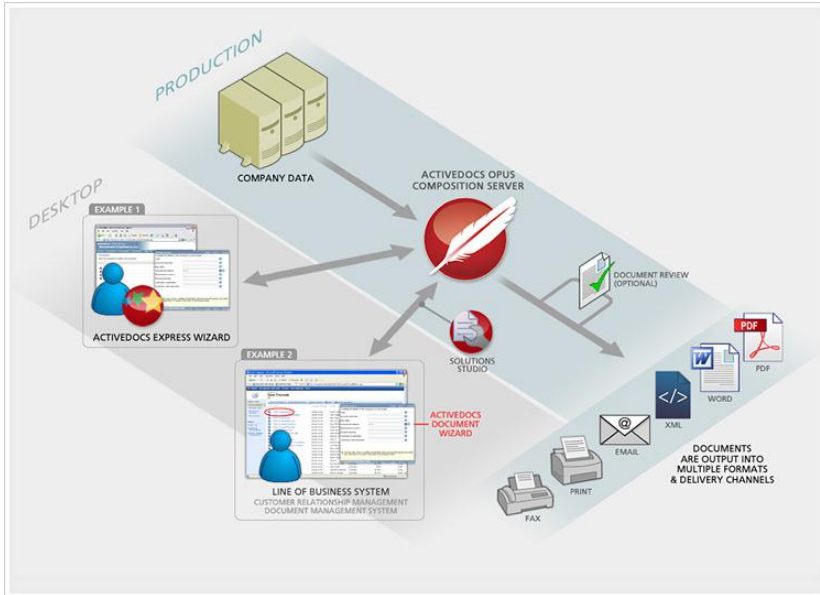 PRODUCTION
COMPANY DATA
ACTIVEDOCS OPUS
COMPOSITION SERVER
DESKTOP
EXAMPLE 1
ACTIVEDOCS EXPRESS WIZARD
DOCUMENT REVIEW
(OPTIONAL)
SOLUTIONS
STUDIO
EXAMPLE 2
ACTIVEDOCS
DOCUMENT
WIZARD
LINE OF BUSINESS SYSTEM
CUSTOMER RELATIONSHIP MANAGEMENT
DOCUMENT MANAGEMENT SYSTEM
PDF
PDF
W
WORD
</>
XML
@
EMAIL
PRINT
FAX
DOCUMENTS
ARE OUTPUT INTO
MULTIPLE FORMATS
& DELIVERY CHANNELS